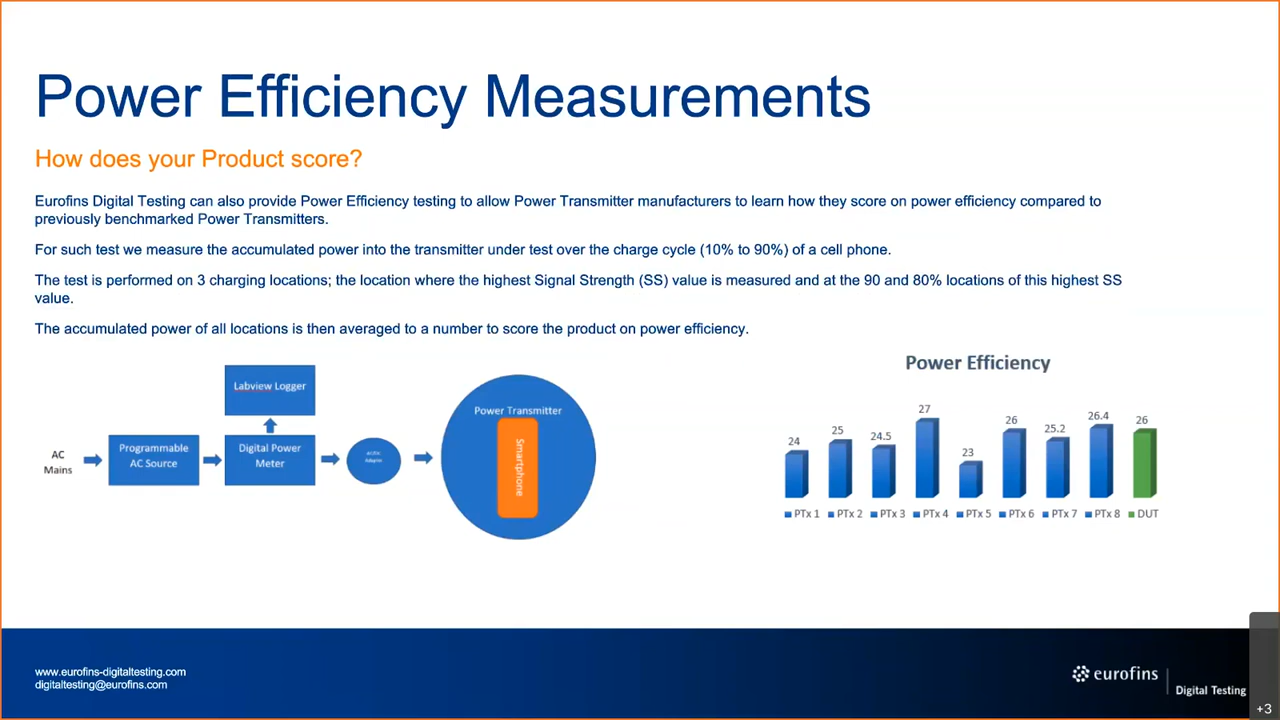 Power Efficiency Measurements
How does your Product score?
Eurofins Digital Testing can also provide Power Efficiency testing to allow Power Transmitter manufacturers to learn how they score on power efficiency compared to
previously benchmarked Power Transmitters.
For such test we measure the accumulated power into the transmitter under test over the charge cycle (10% to 90%) of a cell phone.
The test is performed on 3 charging locations; the location where the highest Signal Strength (SS) value is measured and at the 90 and 80% locations of this highest SS
value.
The accumulated power of all locations is then averaged to a number to score the product on power efficiency.
Labview Logger
AC
Mains
Programmable
AC Source
Digital Power
Meter
Adapter
Power Transmitter
Smartphone
Power Efficiency
24
25
24.5
27
23
26
25.2
26.4
26
PTx 1 PTx 2 PTx 3 PTx 4 PTx 5 PTx 6 PTx 7 PTx 8 DUT
www.eurofins-digitaltesting.com
digitaltesting@eurofins.com
eurofins
Digital Testing
+3